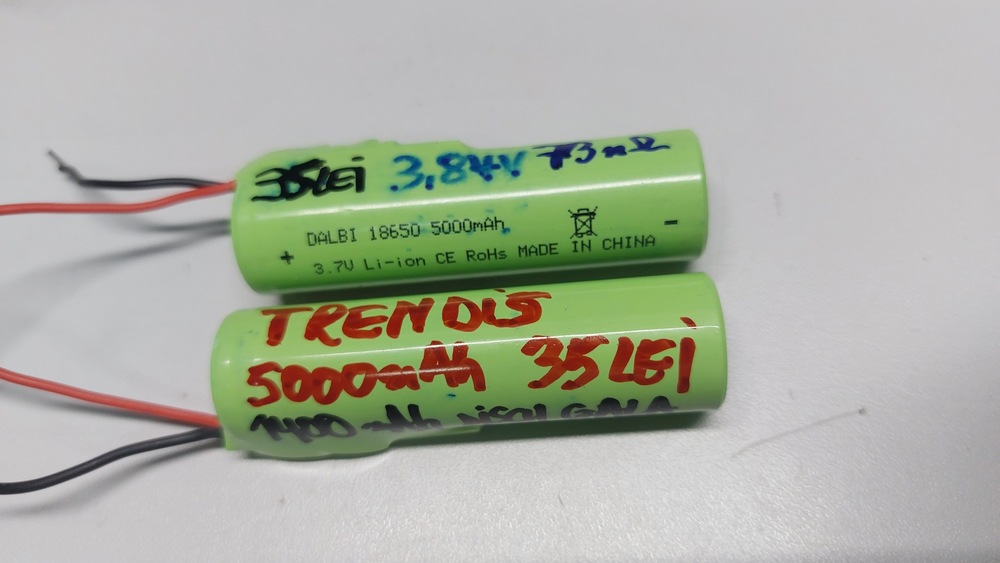 35LEI 3,84V 73mΩ
DALBI 18650 5000mAh
+ 3.7V Li-ion CE RoHs MADE IN CHINA -
TRENDIS
5000mAh 35LEI
1400mAh